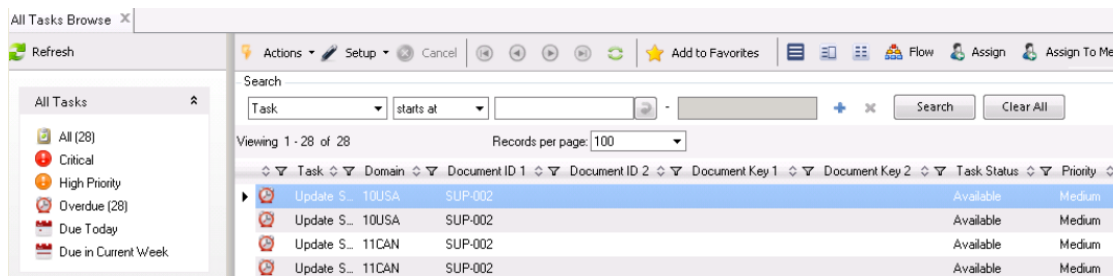 All Tasks Browse X
Refresh
Actions Setup Cancel Add to Favorites Flow Assign Assign To Me
Search
Task starts at - Search Clear All
All Tasks
Viewing 1 - 28 of 28 Records per page: 100
All (28)
Critical
High Priority
Overdue (28)
Due Today
Due in Current Week
Task Domain Document ID 1 Document ID 2 Document Key 1 Document Key 2 Task Status Priority
Update S... 10USA SUP-002 Available Medium
Update S... 10USA SUP-002 Available Medium
Update S... 11CAN SUP-002 Available Medium
Update S... 11CAN SUP-002 Available Medium